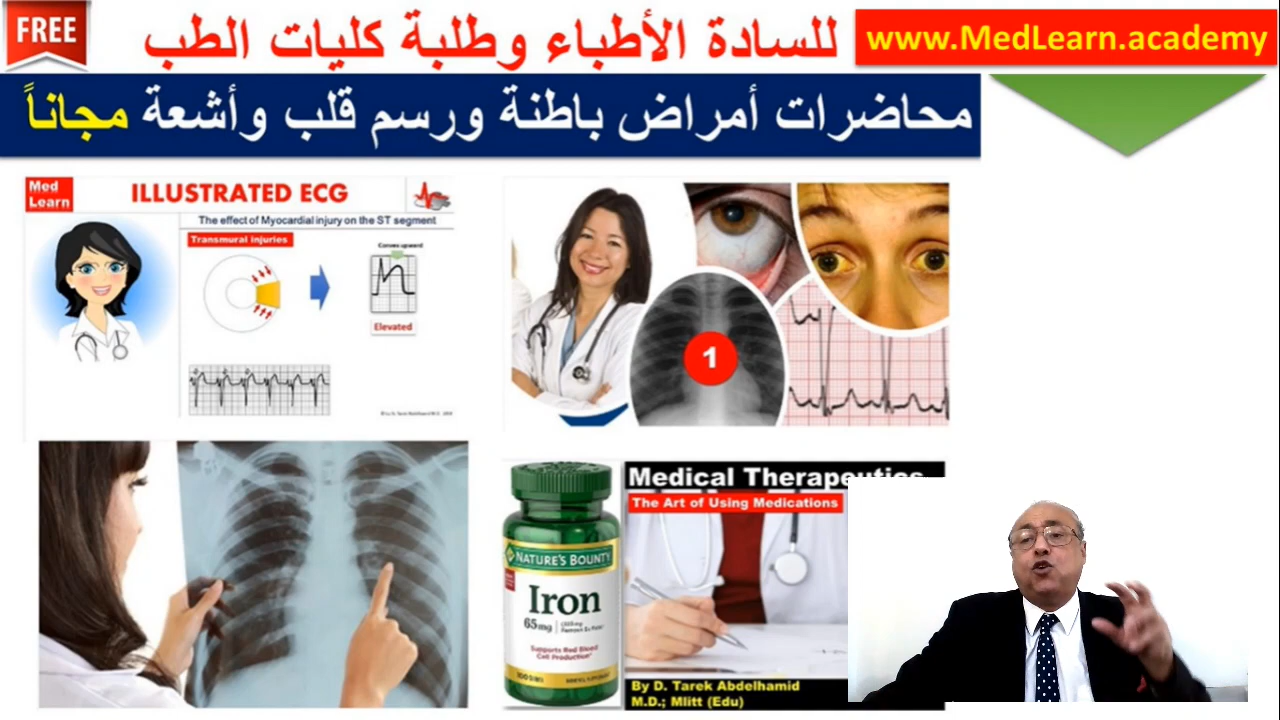 FREE
للسادة الأطباء وطلبة كليات الطب
www.MedLearn.academy
محاضرات أمراض باطنة ورسم قلب وأشعة مجاناً
Med
Learn
ILLUSTRATED ECG
The effect of Myocardial injury on the ST segment
Transmural injuries
Convex upward
Elevated
1
NATURE'S BOUNTY
Iron
65mg
Supports Red Blood
Cell Production*
Medical Therapeutics
The Art of Using Medications
By D. Tarek Abdelhamid
M.D.; Mlitt (Edu)